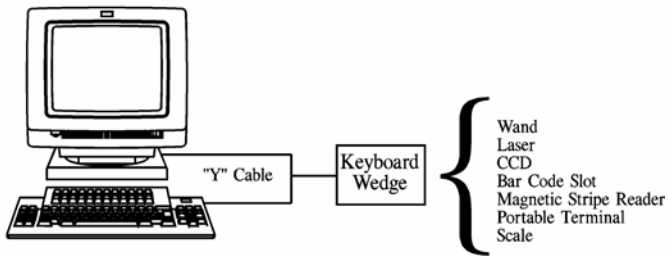 "Y" Cable
Keyboard
Wedge
Wand
Laser
CCD
Bar Code Slot
Magnetic Stripe Reader
Portable Terminal
Scale